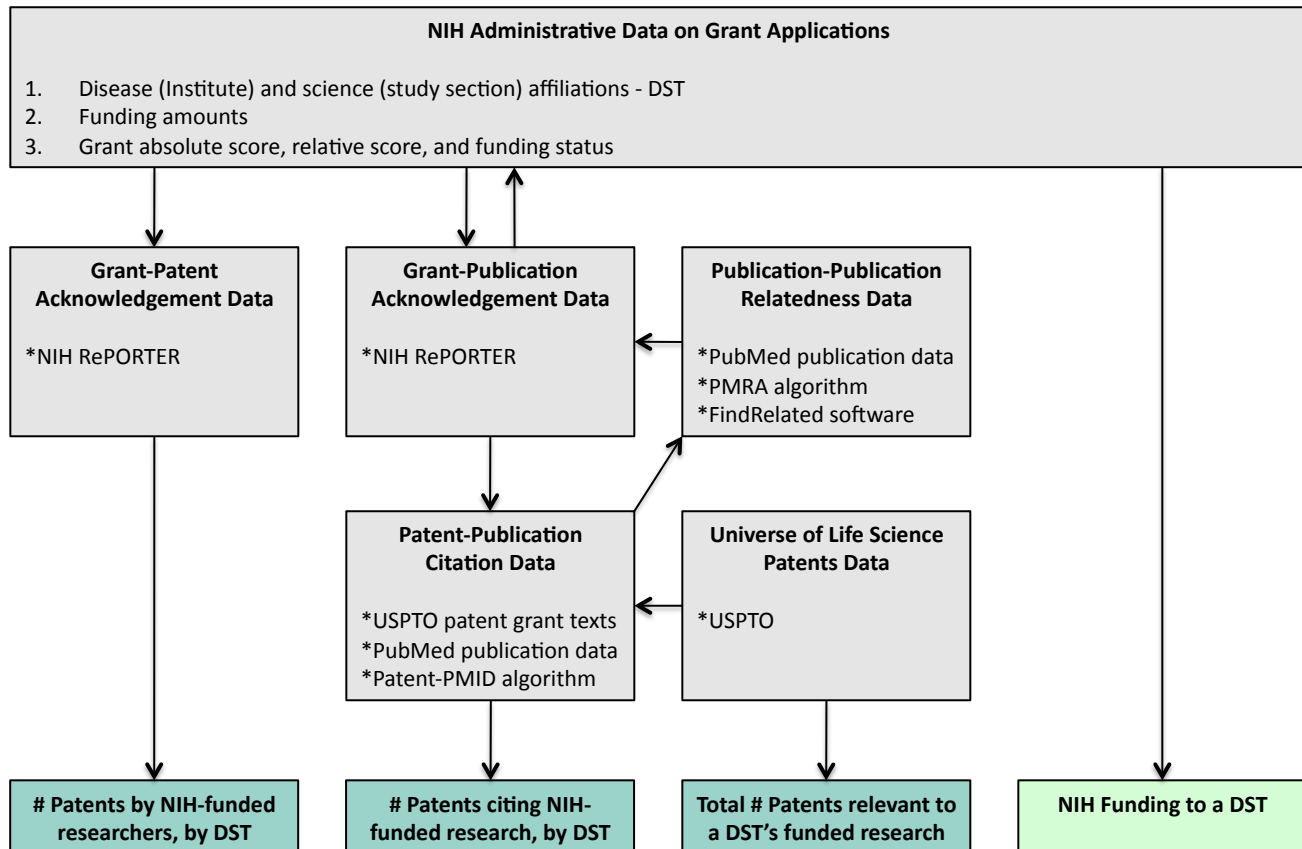 NIH Administrative Data on Grant Applications
1. Disease (Institute) and science (study section) affiliations - DST
2. Funding amounts
3. Grant absolute score, relative score, and funding status
Grant-Patent
Acknowledgement Data
*NIH RePORTER
Grant-Publication
Acknowledgement Data
*NIH RePORTER
Publication-Publication
Relatedness Data
*PubMed publication data
*PMRA algorithm
*FindRelated software
Patent-Publication
Citation Data
*USPTO patent grant texts
*PubMed publication data
*Patent-PMID algorithm
Universe of Life Science
Patents Data
*USPTO
# Patents by NIH-funded
researchers, by DST
# Patents citing NIH-
funded research, by DST
Total # Patents relevant to
a DST's funded research
NIH Funding to a DST